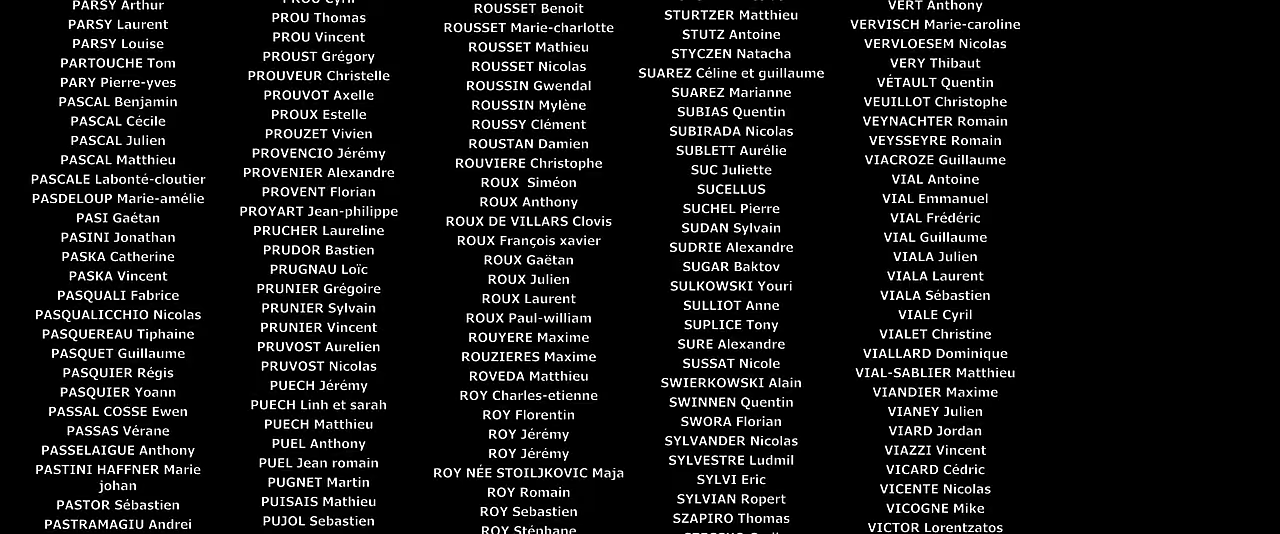 PARSY Arthur
PARSY Laurent
PARSY Louise
PARTOUCHE Tom
PARY Pierre-yves
PASCAL Benjamin
PASCAL Cécile
PASCAL Julien
PASCAL Matthieu
PASCALE Labonté-cloutier
PASDELOUP Marie-amélie
PASI Gaétan
PASINI Jonathan
PASKA Catherine
PASKA Vincent
PASQUALI Fabrice
PASQUALICCHIO Nicolas
PASQUEREAU Tiphaine
PASQUET Guillaume
PASQUIER Régis
PASQUIER Yoann
PASSAL COSSE Ewen
PASSAS Vérane
PASSELAIGUE Anthony
PASTINI HAFFNER Marie
johan
PASTOR Sébastien
PASTRAMAGIU Andrei
PROU Cyril
PROU Thomas
PROU Vincent
PROUST Grégory
PROUVEUR Christelle
PROUVOT Axelle
PROUX Estelle
PROUZET Vivien
PROVENCIO Jérémy
PROVENIER Alexandre
PROVENT Florian
PROYART Jean-philippe
PRUCHER Laureline
PRUDOR Bastien
PRUGNAU Loïc
PRUNIER Grégoire
PRUNIER Sylvain
PRUNIER Vincent
PRUVOST Aurelien
PRUVOST Nicolas
PUECH Jérémy
PUECH Linh et sarah
PUECH Matthieu
PUEL Anthony
PUEL Jean romain
PUGNET Martin
PUISAIS Mathieu
PUJOL Sebastien
ROUSSET Benoit
ROUSSET Marie-charlotte
ROUSSET Mathieu
ROUSSET Nicolas
ROUSSIN Gwendal
ROUSSIN Mylène
ROUSSY Clément
ROUSTAN Damien
ROUVIERE Christophe
ROUX  Siméon
ROUX Anthony
ROUX DE VILLARS Clovis
ROUX François xavier
ROUX Gaëtan
ROUX Julien
ROUX Laurent
ROUX Paul-william
ROUYERE Maxime
ROUZIERES Maxime
ROVEDA Matthieu
ROY Charles-etienne
ROY Florentin
ROY Jérémy
ROY Jérémy
ROY NÉE STOILJKOVIC Maja
ROY Romain
ROY Sebastien
ROY Stéphane
STURTZER Matthieu
STUTZ Antoine
STYCZEN Natacha
SUAREZ Céline et guillaume
SUAREZ Marianne
SUBIAS Quentin
SUBIRADA Nicolas
SUBLETT Aurélie
SUC Juliette
SUCELLUS
SUCHEL Pierre
SUDAN Sylvain
SUDRIE Alexandre
SUGAR Baktov
SULKOWSKI Youri
SULLIOT Anne
SUPLICE Tony
SURE Alexandre
SUSSAT Nicole
SWIERKOWSKI Alain
SWINNEN Quentin
SWORA Florian
SYLVANDER Nicolas
SYLVESTRE Ludmil
SYLVI Eric
SYLVIAN Ropert
SZAPIRO Thomas
VERT Anthony
VERVISCH Marie-caroline
VERVLOESEM Nicolas
VERY Thibaut
VÉTAULT Quentin
VEUILLOT Christophe
VEYNACHTER Romain
VEYSSEYRE Romain
VIACROZE Guillaume
VIAL Antoine
VIAL Emmanuel
VIAL Frédéric
VIAL Guillaume
VIALA Julien
VIALA Laurent
VIALA Sébastien
VIALE Cyril
VIALET Christine
VIALLARD Dominique
VIAL-SABLIER Matthieu
VIANDIER Maxime
VIANEY Julien
VIARD Jordan
VIAZZI Vincent
VICARD Cédric
VICENTE Nicolas
VICOGNE Mike
VICTOR Lorentzatos